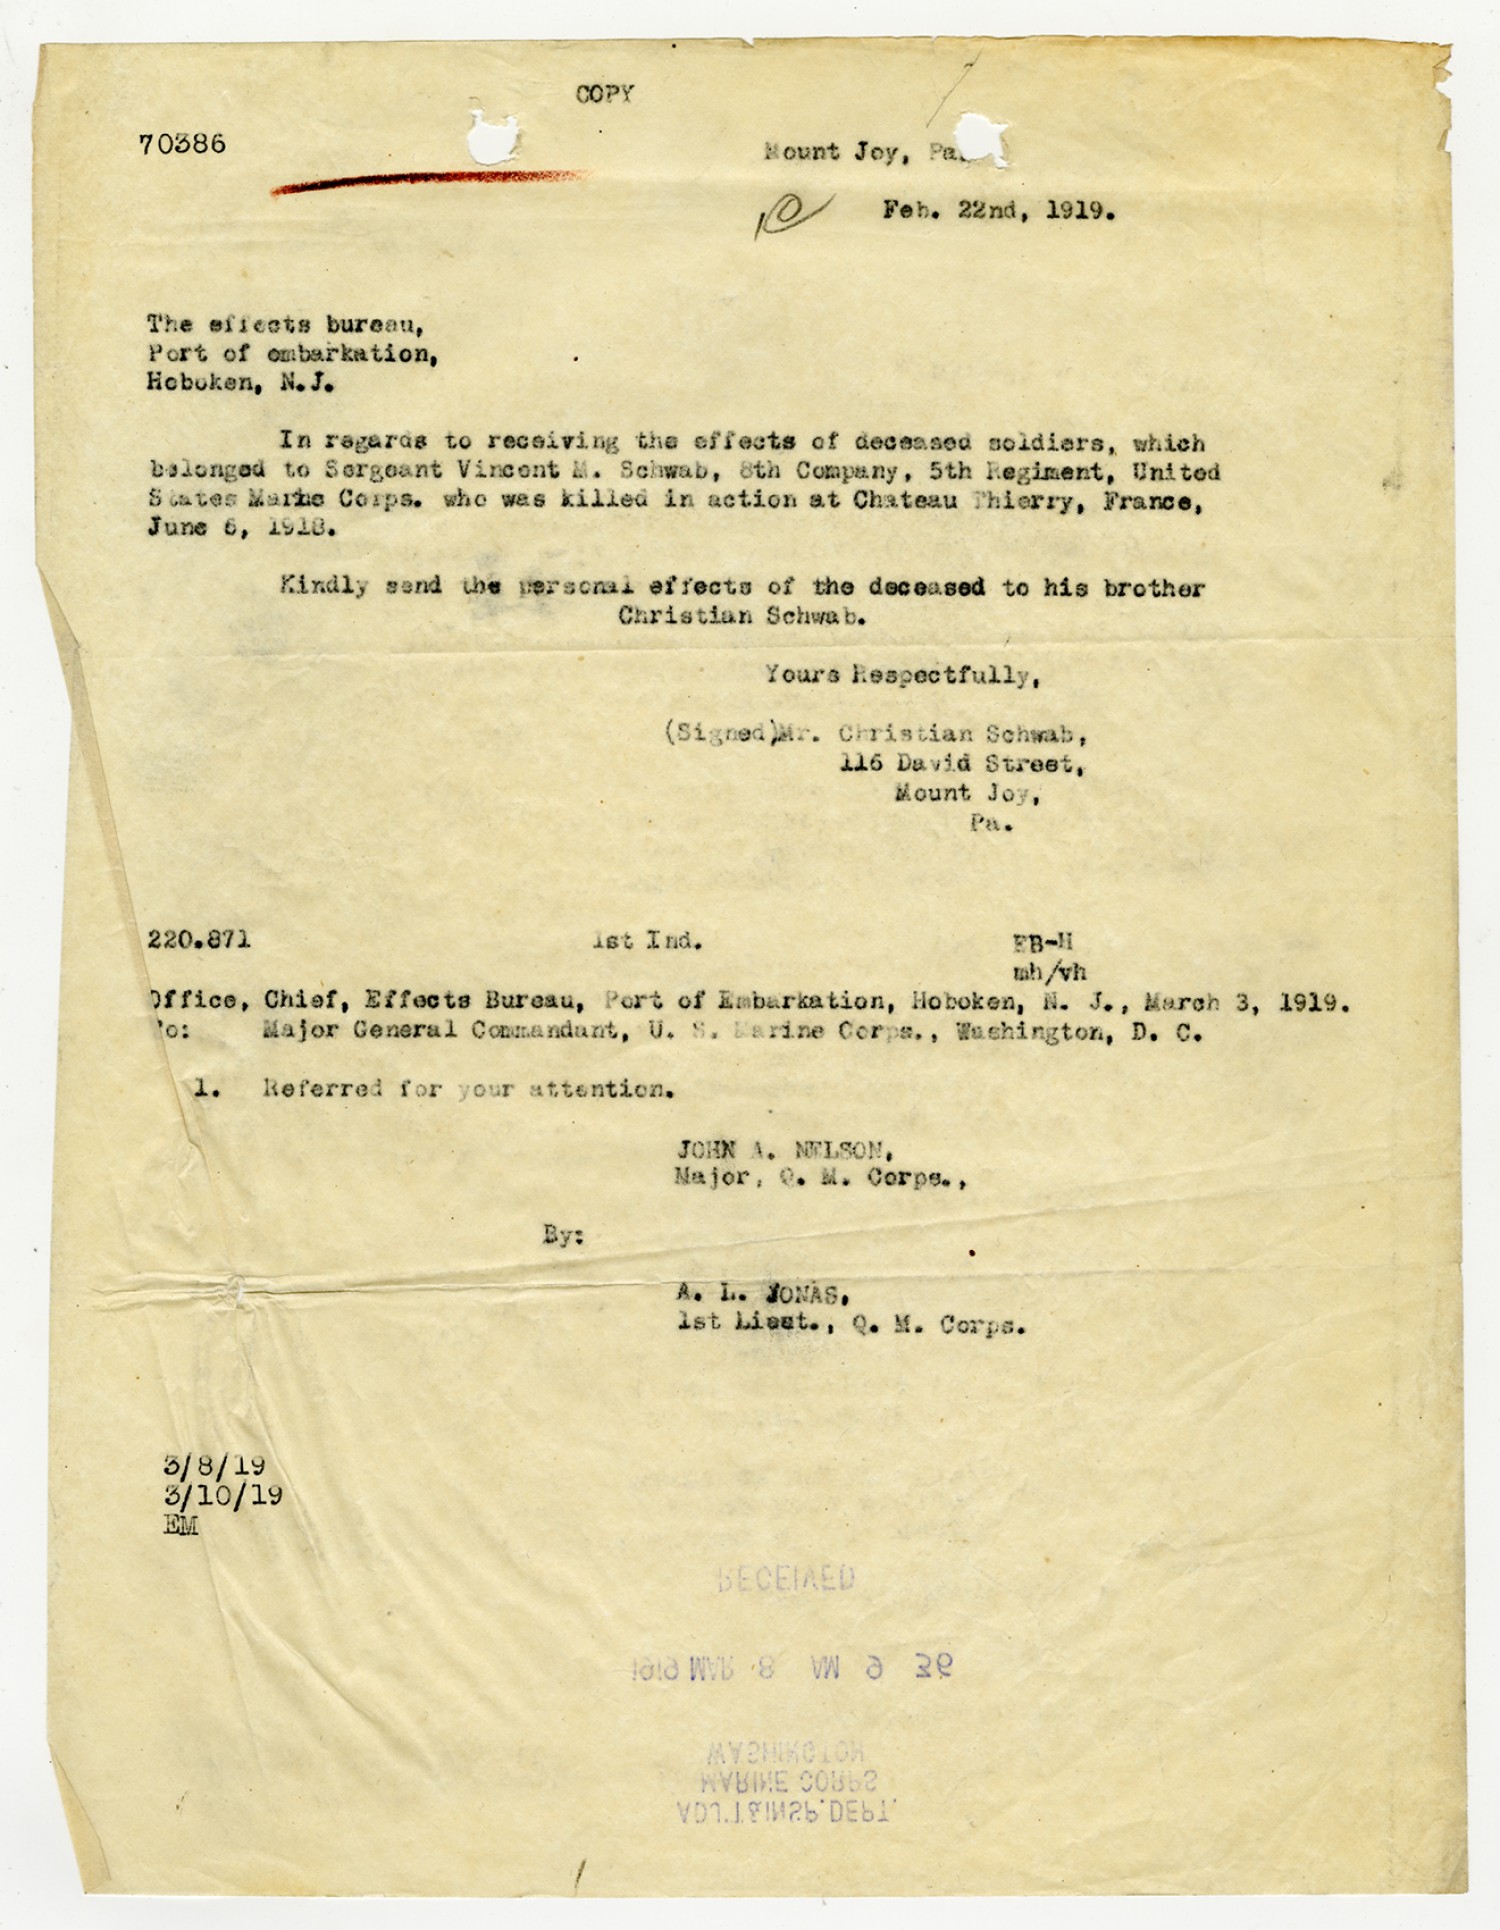 COPY
70386
Mount Joy, Pa.
Feb. 22nd, 1919.
The effects bureau,
Port of embarkation,
Hoboken, N.J.
In regards to receiving the effects of deceased soldiers, which
belonged to Sergeant Vincent M. Schwab, 8th Company, 5th Regiment, United
States Marine Corps. who was killed in action at Chateau Thierry, France,
June 6, 1918.
Kindly send the personal effects of the deceased to his brother
Christian Schwab.
Yours Respectfully,
(Signed)Mr. Christian Schwab,
116 David Street,
Mount Joy,
Pa.
220.871 1st Ind. EB-H
mh/vh
Office, Chief, Effects Bureau, Port of Embarkation, Hoboken, N. J., March 3, 1919.
To: Major General Commandant, U. S. Marine Corps., Washington, D. C.
1. Referred for your attention.
JOHN A. NELSON,
Major, Q. M. Corps.,
By:
A. L. JONAS,
1st Lieut., Q. M. Corps.
3/8/19
3/10/19
EM
RECEIVED
1919 MAR 8 AM 9 36
WASHINGTON
MARINE CORPS
ADJ'T.&INSP. DEPT.